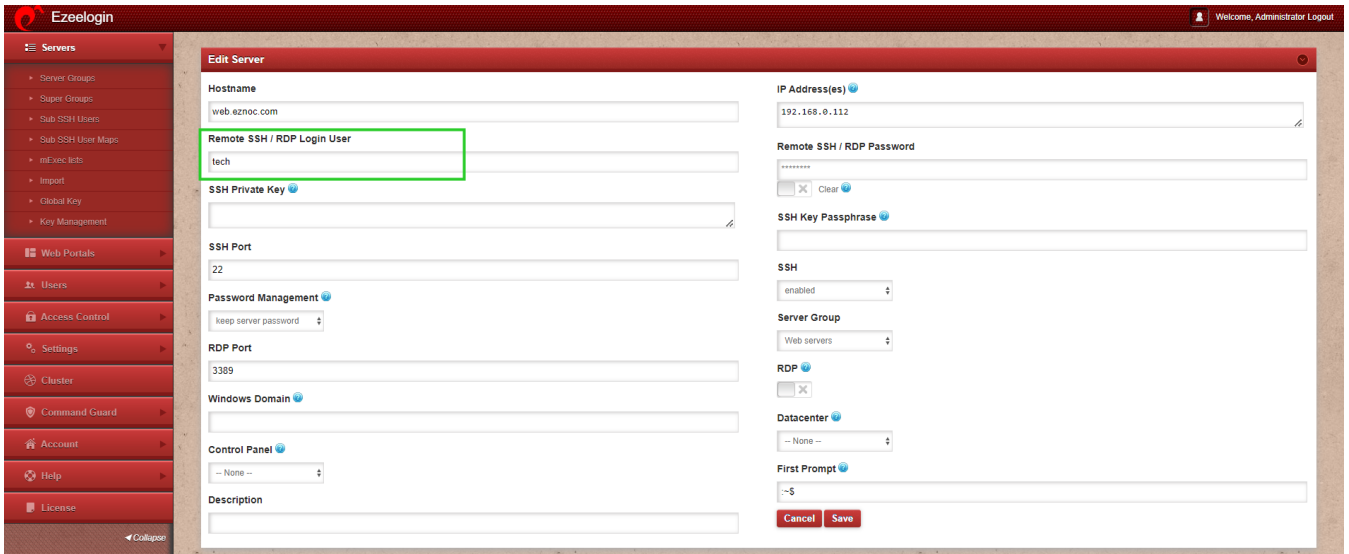 Ezeelogin
Welcome, Administrator Logout
Servers
Server Groups
Super Groups
Sub SSH Users
Sub SSH User Maps
mExec lists
Import
Global Key
Key Management
Web Portals
Users
Access Control
Settings
Cluster
Command Guard
Account
Help
License
Collapse
Edit Server
Hostname
web.eznoc.com
Remote SSH / RDP Login User
tech
SSH Private Key
SSH Port
22
Password Management
keep server password
RDP Port
3389
Windows Domain
Control Panel
-- None --
Description
IP Address(es)
192.168.0.112
Remote SSH / RDP Password
********
Clear
SSH Key Passphrase
SSH
enabled
Server Group
Web servers
RDP
Datacenter
-- None --
First Prompt
:~$
Cancel Save